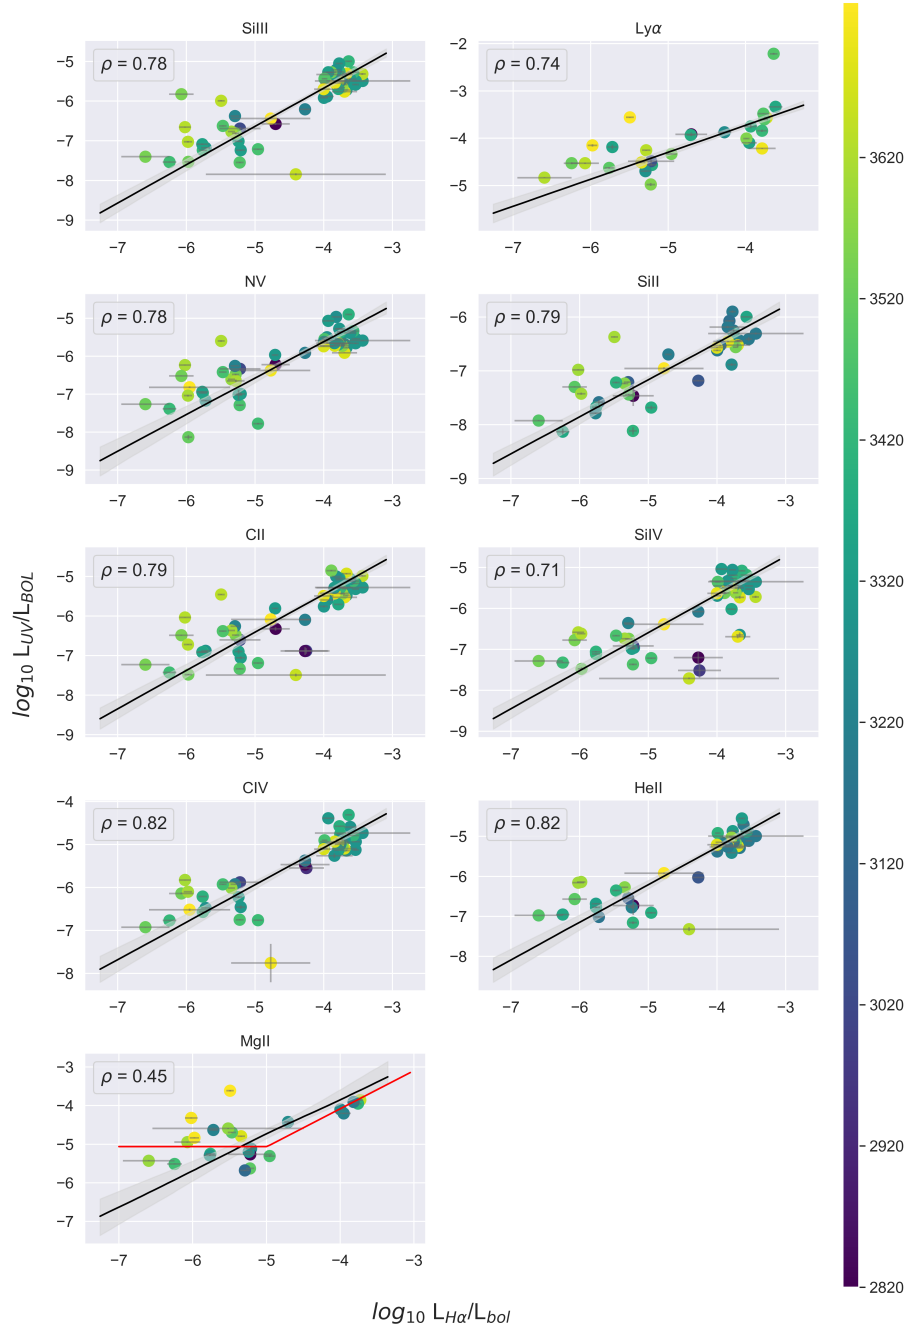 SiIII
Lyα
ρ = 0.78
ρ = 0.74
−5
−6
−7
−8
−9
−2
−3
−4
−5
−7 −6 −5 −4 −3
−7 −6 −5 −4
NV
SiII
ρ = 0.78
ρ = 0.79
−5
−6
−7
−8
−9
−6
−7
−8
−9
−7 −6 −5 −4 −3
−7 −6 −5 −4 −3
CII
SiIV
ρ = 0.79
ρ = 0.71
−5
−6
−7
−8
−9
−5
−6
−7
−8
−9
−7 −6 −5 −4 −3
−7 −6 −5 −4 −3
CIV
HeII
ρ = 0.82
ρ = 0.82
−4
−5
−6
−7
−8
−5
−6
−7
−8
−7 −6 −5 −4 −3
−7 −6 −5 −4 −3
MgII
ρ = 0.45
−3
−4
−5
−6
−7
−7 −6 −5 −4 −3
log₁₀ L_UV/L_BOL
log₁₀ L_Hα/L_bol
3620
3520
3420
3320
3220
3120
3020
2920
2820